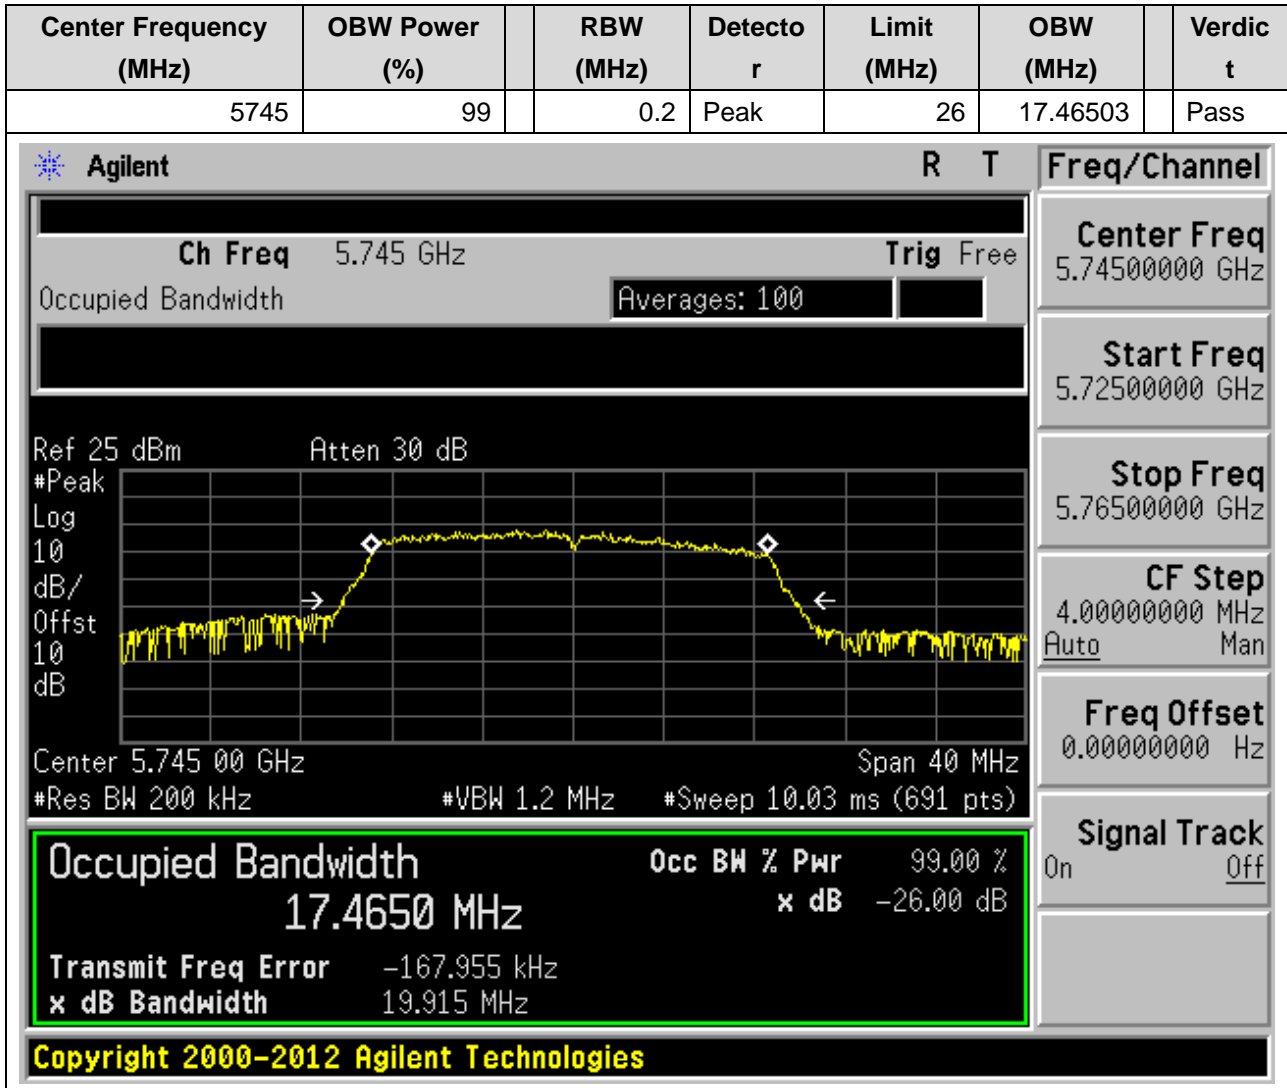 Center Frequency OBW Power RBW Detecto Limit OBW Verdic
(MHz) (%) (MHz) r (MHz) (MHz) t
5745 99 0.2 Peak 26 17.46503 Pass
Agilent R T Freq/Channel
Ch Freq 5.745 GHz Trig Free
Occupied Bandwidth Averages: 100
Center Freq
5.74500000 GHz
Start Freq
5.72500000 GHz
Stop Freq
5.76500000 GHz
CF Step
4.00000000 MHz
Auto Man
Freq Offset
0.00000000 Hz
Signal Track
On Off
Ref 25 dBm Atten 30 dB
#Peak
Log
10
dB/
Offst
10
dB
Center 5.745 00 GHz Span 40 MHz
#Res BW 200 kHz #VBW 1.2 MHz #Sweep 10.03 ms (691 pts)
Occupied Bandwidth Occ BW % Pwr 99.00 %
17.4650 MHz x dB -26.00 dB
Transmit Freq Error -167.955 kHz
x dB Bandwidth 19.915 MHz
Copyright 2000-2012 Agilent Technologies